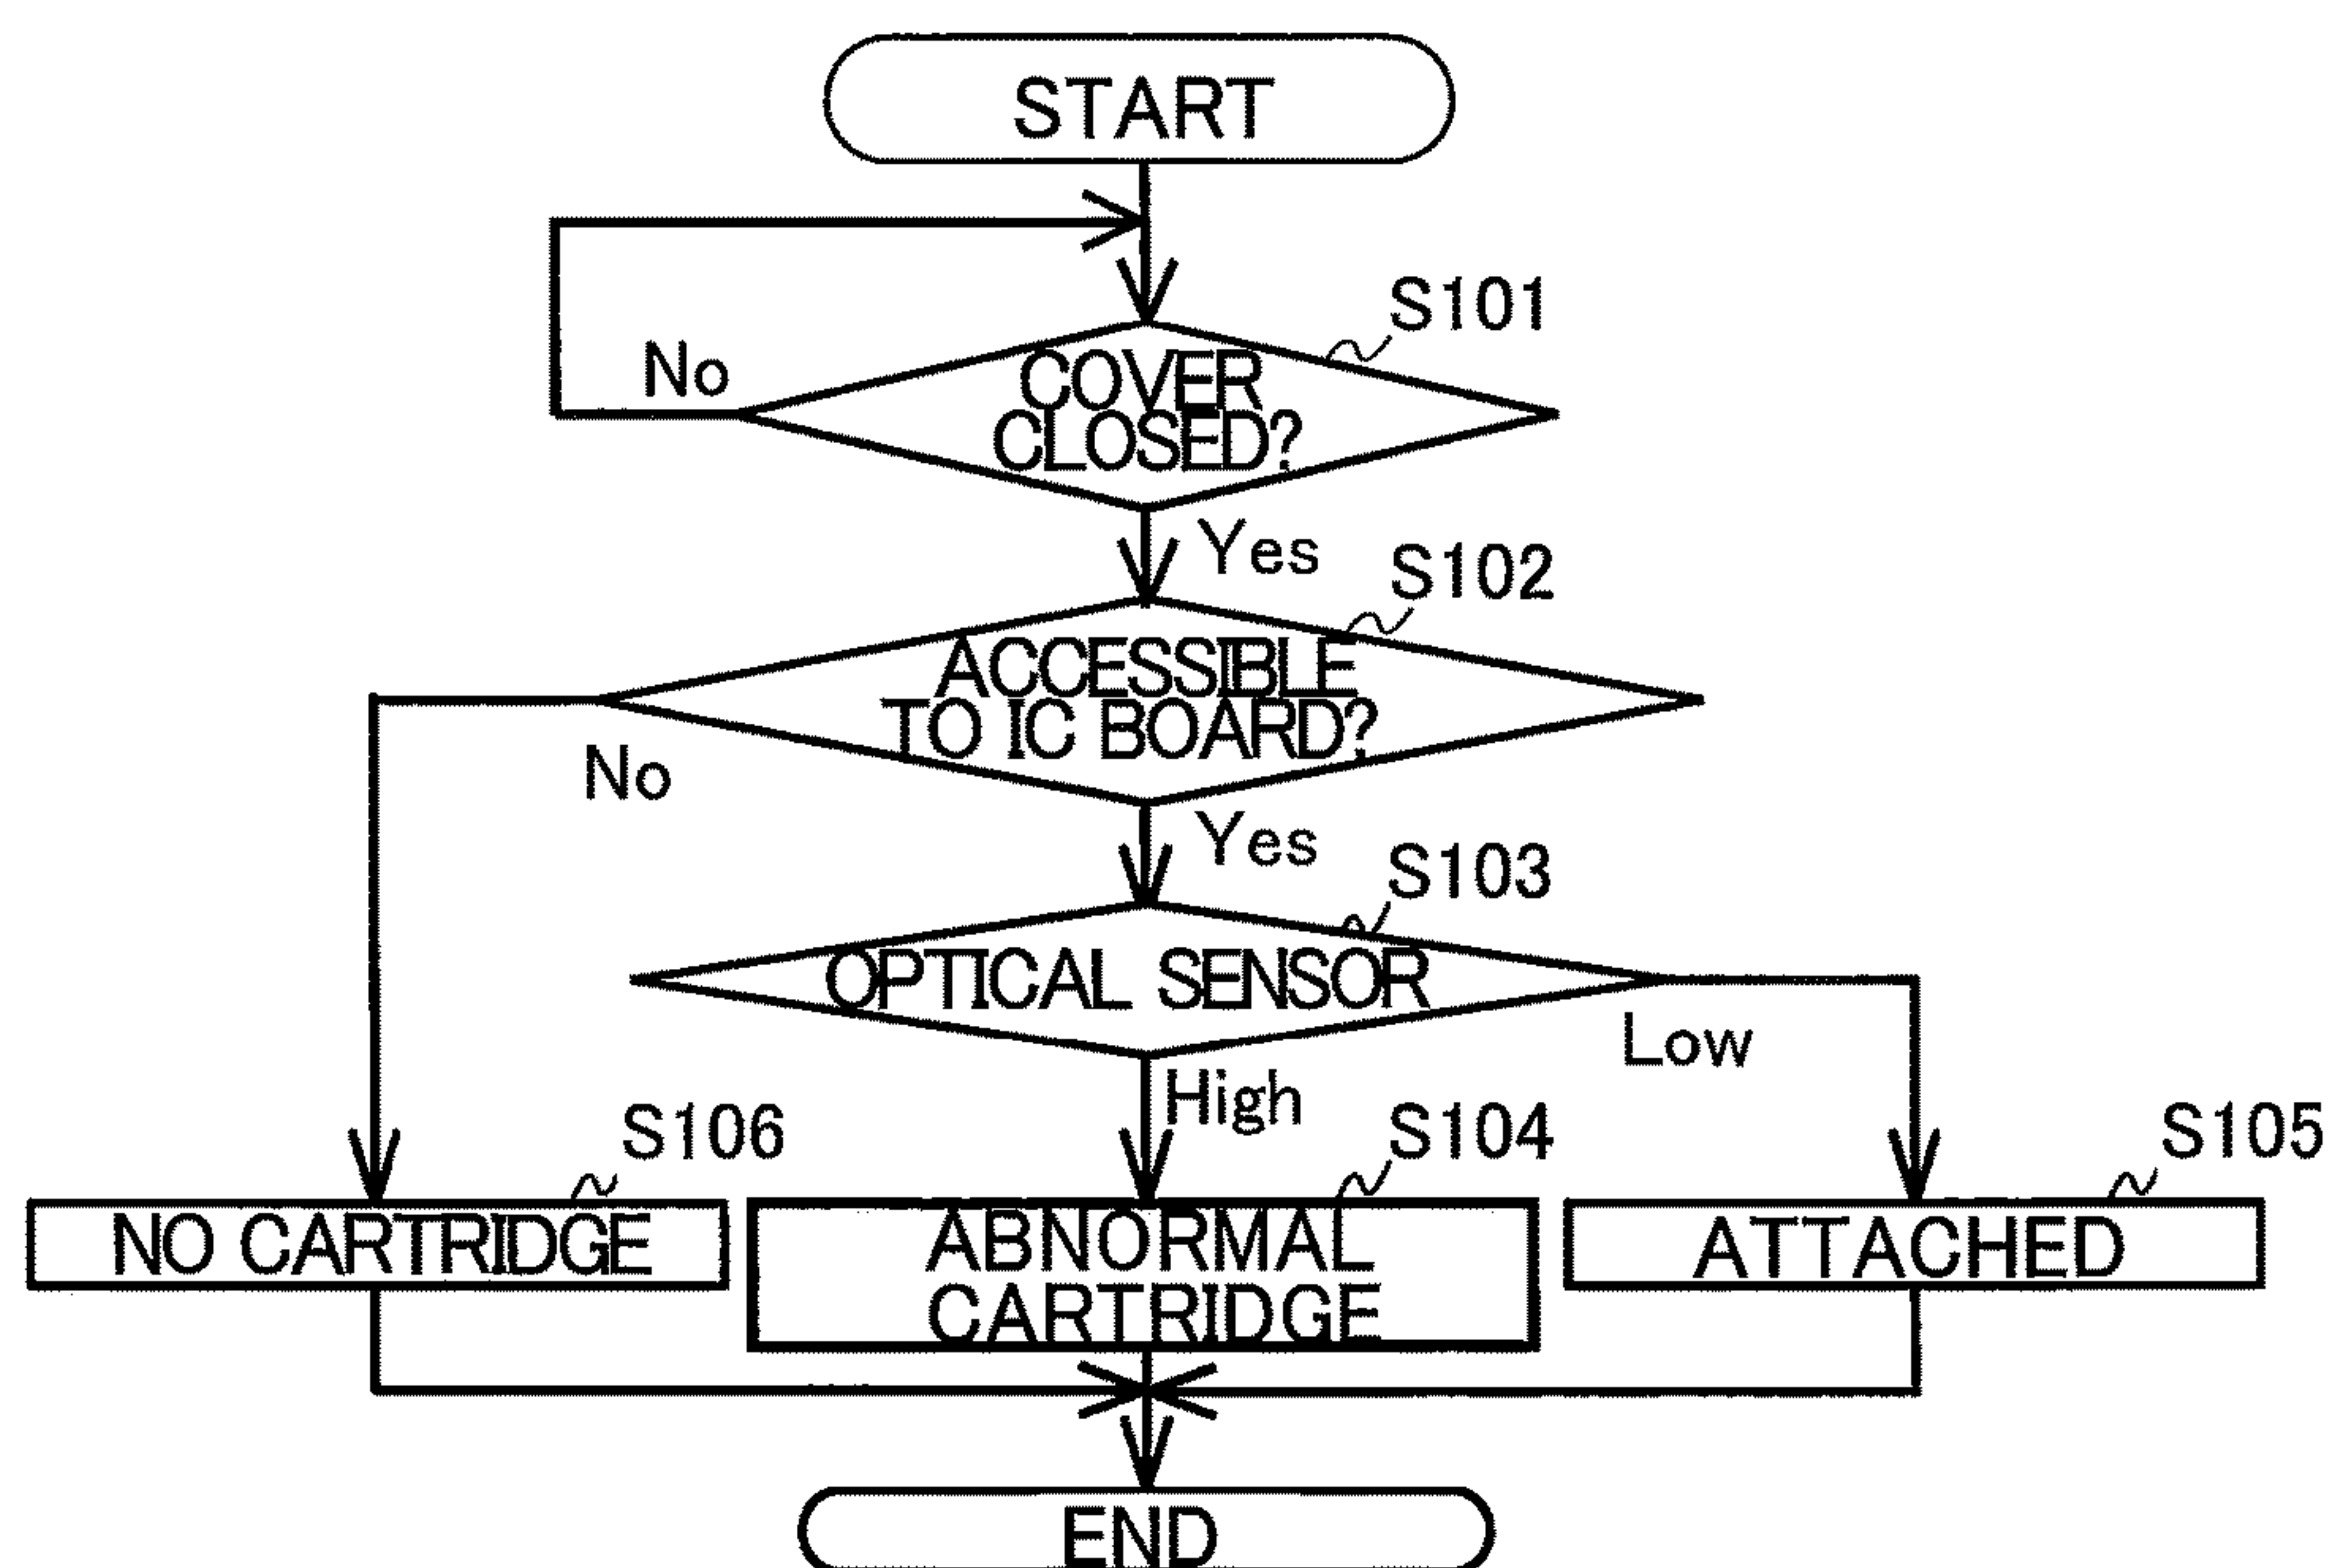 START
S101
No
COVER
CLOSED?
Yes
S102
ACCESSIBLE
TO IC BOARD?
No
Yes
S103
OPTICAL SENSOR
Low
High
S106
S104
S105
NO CARTRIDGE
ABNORMAL
CARTRIDGE
ATTACHED
END